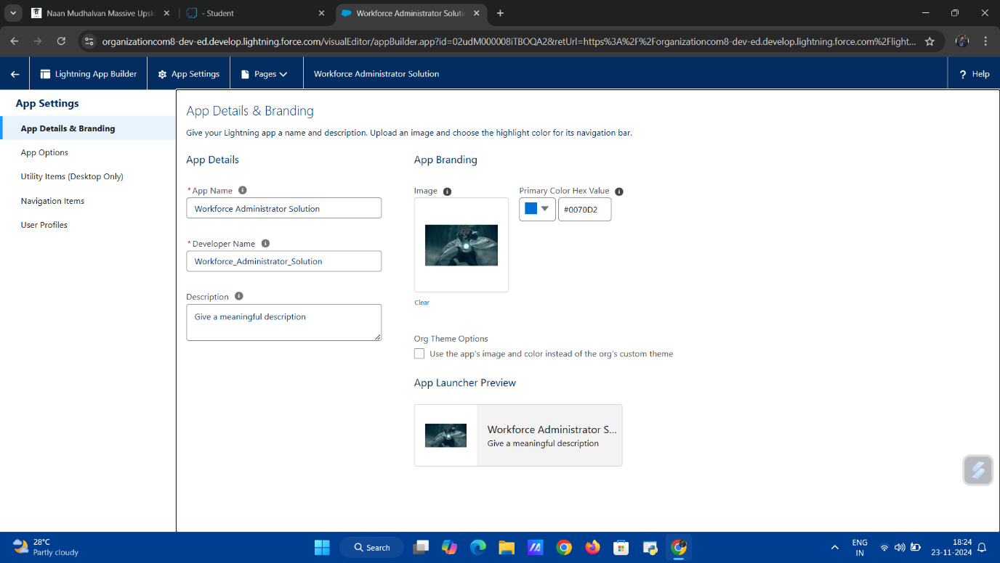 Naan Mudhalvan Massive Upsk
- Student
Workforce Administrator Solutio
organizationcom8-dev-ed.develop.lightning.force.com/visualEditor/appBuilder.app?id=02udM000008iTBOQA2&retUrl=https%3A%2F%2Forganizationcom8-dev-ed.develop.lightning.force.com%2Flight...
Lightning App Builder
App Settings
Pages
Workforce Administrator Solution
? Help
App Settings
App Details & Branding
App Options
Utility Items (Desktop Only)
Navigation Items
User Profiles
App Details & Branding
Give your Lightning app a name and description. Upload an image and choose the highlight color for its navigation bar.
App Details
*App Name
Workforce Administrator Solution
*Developer Name
Workforce_Administrator_Solution
Description
Give a meaningful description
App Branding
Image
Primary Color Hex Value
#0070D2
Clear
Org Theme Options
Use the app's image and color instead of the org's custom theme
App Launcher Preview
Workforce Administrator S...
Give a meaningful description
28°C
Partly cloudy
Search
ENG
IN
18:24
23-11-2024